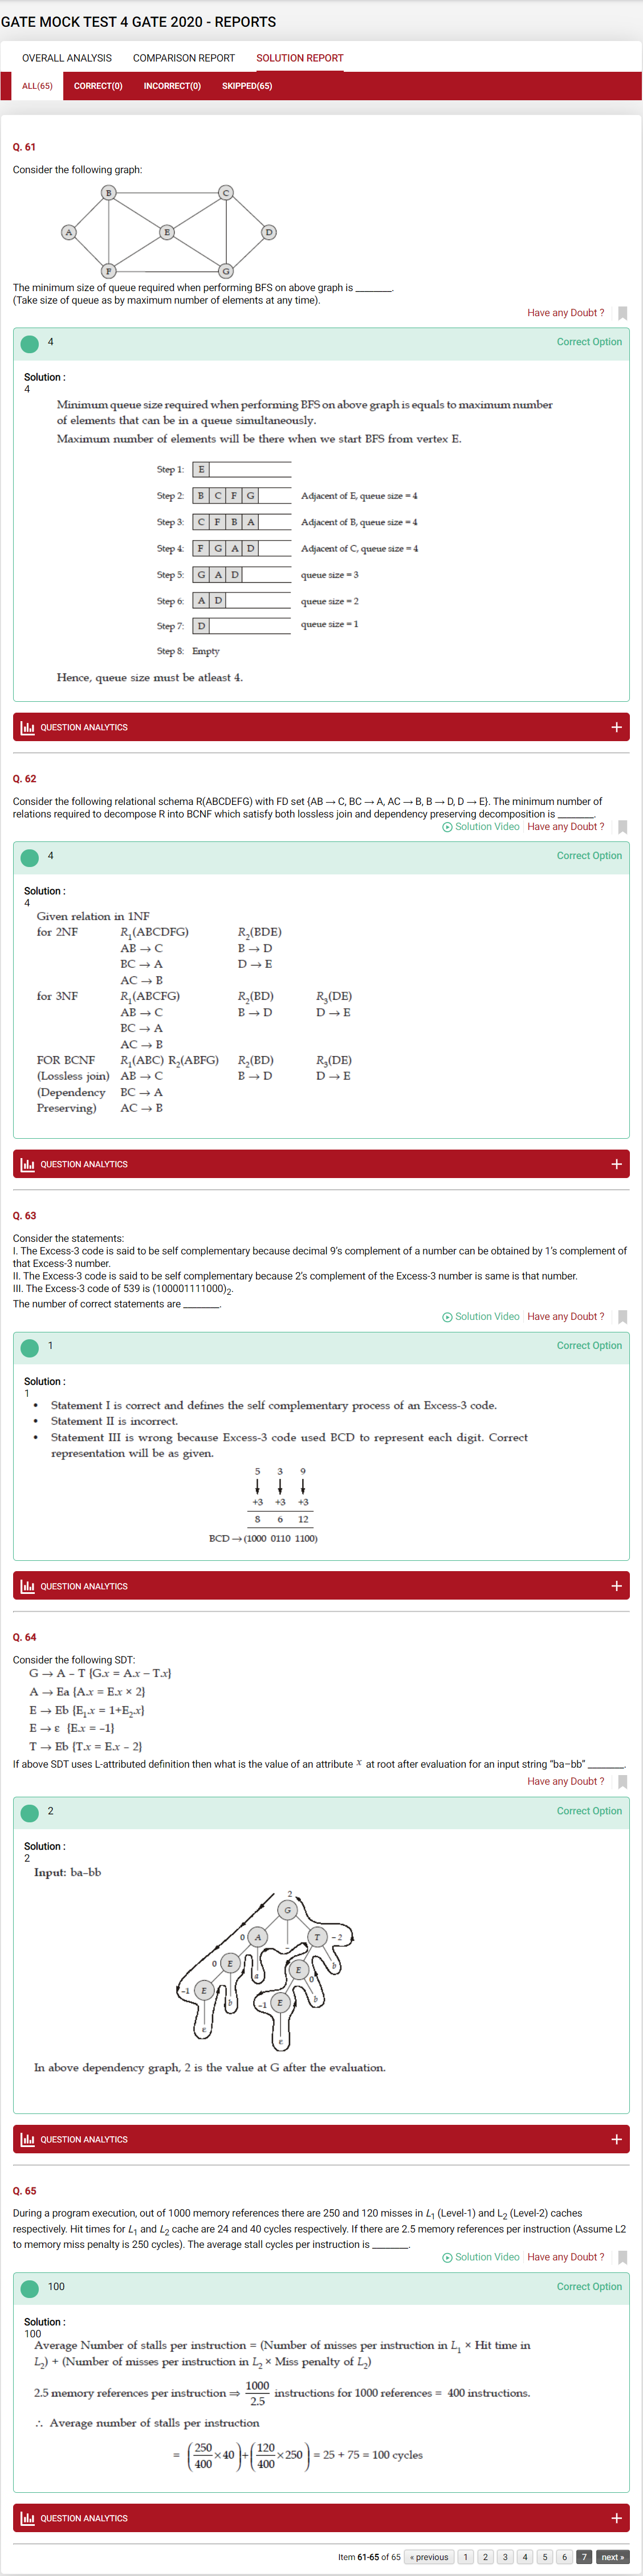 GATE MOCK TEST 4 GATE 2020 - REPORTS
OVERALL ANALYSIS COMPARISON REPORT SOLUTION REPORT
ALL(65) CORRECT(0) INCORRECT(0) SKIPPED(65)
Q. 61
Consider the following graph:
B C
A E D
F G
The minimum size of queue required when performing BFS on above graph is ______.
(Take size of queue as by maximum number of elements at any time).
Have any Doubt ?
4 Correct Option
Solution :
4
Minimum queue size required when performing BFS on above graph is equals to maximum number
of elements that can be in a queue simultaneously.
Maximum number of elements will be there when we start BFS from vertex E.
Step 1: E
Step 2: B C F G Adjacent of E, queue size = 4
Step 3: C F B A Adjacent of B, queue size = 4
Step 4: F G A D Adjacent of C, queue size = 4
Step 5: G A D queue size = 3
Step 6: A D queue size = 2
Step 7: D queue size = 1
Step 8: Empty
Hence, queue size must be atleast 4.
QUESTION ANALYTICS +
Q. 62
Consider the following relational schema R(ABCDEFG) with FD set {AB → C, BC → A, AC → B, B → D, D → E}. The minimum number of
relations required to decompose R into BCNF which satisfy both lossless join and dependency preserving decomposition is ______.
Solution Video Have any Doubt ?
4 Correct Option
Solution :
4
Given relation in 1NF
for 2NF R₁(ABCDFG) R₂(BDE)
AB → C B → D
BC → A D → E
AC → B
for 3NF R₁(ABCFG) R₂(BD) R₃(DE)
AB → C B → D D → E
BC → A
AC → B
FOR BCNF R₁(ABC) R₂(ABFG) R₂(BD) R₃(DE)
(Lossless join) AB → C B → D D → E
(Dependency BC → A
Preserving) AC → B
QUESTION ANALYTICS +
Q. 63
Consider the statements:
I. The Excess-3 code is said to be self complementary because decimal 9's complement of a number can be obtained by 1's complement of
that Excess-3 number.
II. The Excess-3 code is said to be self complementary because 2's complement of the Excess-3 number is same is that number.
III. The Excess-3 code of 539 is (100001111000)₂.
The number of correct statements are ______.
Solution Video Have any Doubt ?
1 Correct Option
Solution :
1
• Statement I is correct and defines the self complementary process of an Excess-3 code.
• Statement II is incorrect.
• Statement III is wrong because Excess-3 code used BCD to represent each digit. Correct
representation will be as given.
5 3 9
+3 +3 +3
8 6 12
BCD → (1000 0110 1100)
QUESTION ANALYTICS +
Q. 64
Consider the following SDT:
G → A – T {G.x = A.x – T.x}
A → Ea {A.x = E.x × 2}
E → Eb {E₁.x = 1+E₂.x}
E → ε {E.x = –1}
T → Eb {T.x = E.x – 2}
If above SDT uses L-attributed definition then what is the value of an attribute x at root after evaluation for an input string "ba–bb" ______.
Have any Doubt ?
2 Correct Option
Solution :
2
Input: ba-bb
2
G
0 A – T –2
0 E a E 0 b
–1 E b –1 E b
ε ε
In above dependency graph, 2 is the value at G after the evaluation.
QUESTION ANALYTICS +
Q. 65
During a program execution, out of 1000 memory references there are 250 and 120 misses in L₁ (Level-1) and L₂ (Level-2) caches
respectively. Hit times for L₁ and L₂ cache are 24 and 40 cycles respectively. If there are 2.5 memory references per instruction (Assume L2
to memory miss penalty is 250 cycles). The average stall cycles per instruction is ______.
Solution Video Have any Doubt ?
100 Correct Option
Solution :
100
Average Number of stalls per instruction = (Number of misses per instruction in L₁ × Hit time in
L₂) + (Number of misses per instruction in L₂ × Miss penalty of L₂)
2.5 memory references per instruction ⇒ 1000/2.5 instructions for 1000 references = 400 instructions.
∴ Average number of stalls per instruction
= (250/400 × 40) + (120/400 × 250) = 25 + 75 = 100 cycles
QUESTION ANALYTICS +
Item 61-65 of 65 « previous 1 2 3 4 5 6 7 next »